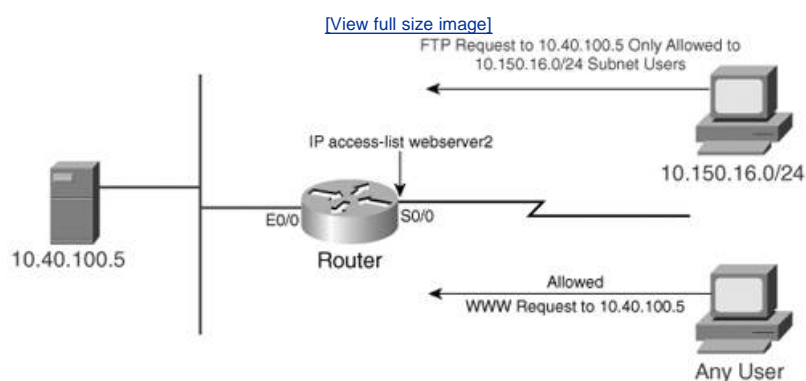 [View full size image]
FTP Request to 10.40.100.5 Only Allowed to
10.150.16.0/24 Subnet Users
IP access-list webserver2
10.150.16.0/24
E0/0
S0/0
10.40.100.5
Router
Allowed
WWW Request to 10.40.100.5
Any User